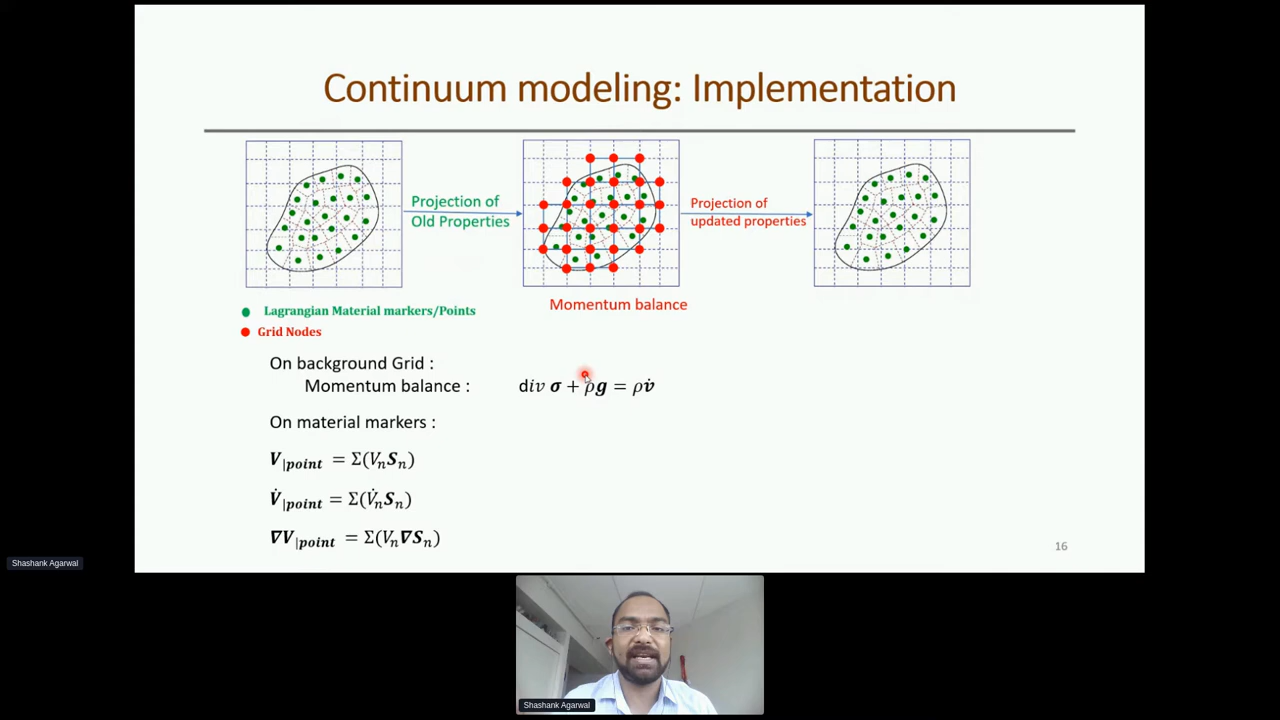 Continuum modeling: Implementation
Projection of
Old Properties
Projection of
updated properties
Momentum balance
Lagrangian Material markers/Points
Grid Nodes
On background Grid :
Momentum balance : div σ + ρg = ρv̇
On material markers :
V|point = Σ(VnSn)
V̇|point = Σ(V̇nSn)
∇V|point = Σ(Vn∇Sn)
16
Shashank Agarwal
Shashank Agarwal